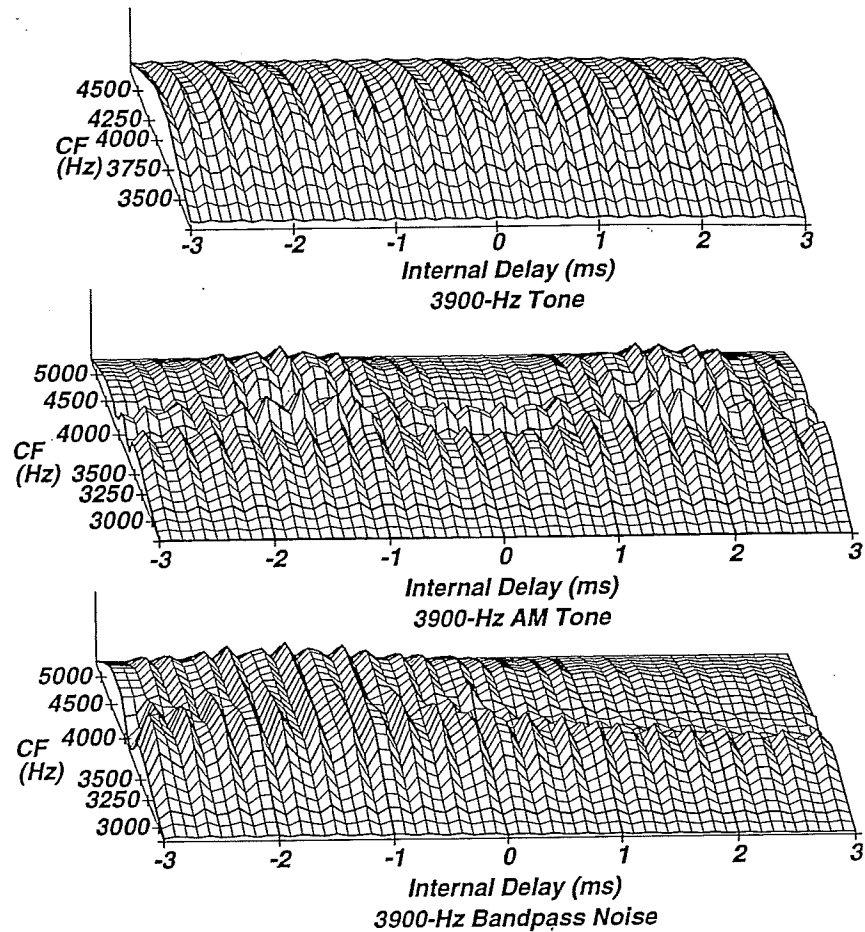 4500
4250
4000
CF
(Hz)
3750
3500
-3 -2 -1 0 1 2 3
Internal Delay (ms)
3900-Hz Tone
5000
4500
4000
CF
(Hz)
3500
3250
3000
-3 -2 -1 0 1 2 3
Internal Delay (ms)
3900-Hz AM Tone
5000
4500
4000
CF
(Hz)
3500
3250
3000
-3 -2 -1 0 1 2 3
Internal Delay (ms)
3900-Hz Bandpass Noise